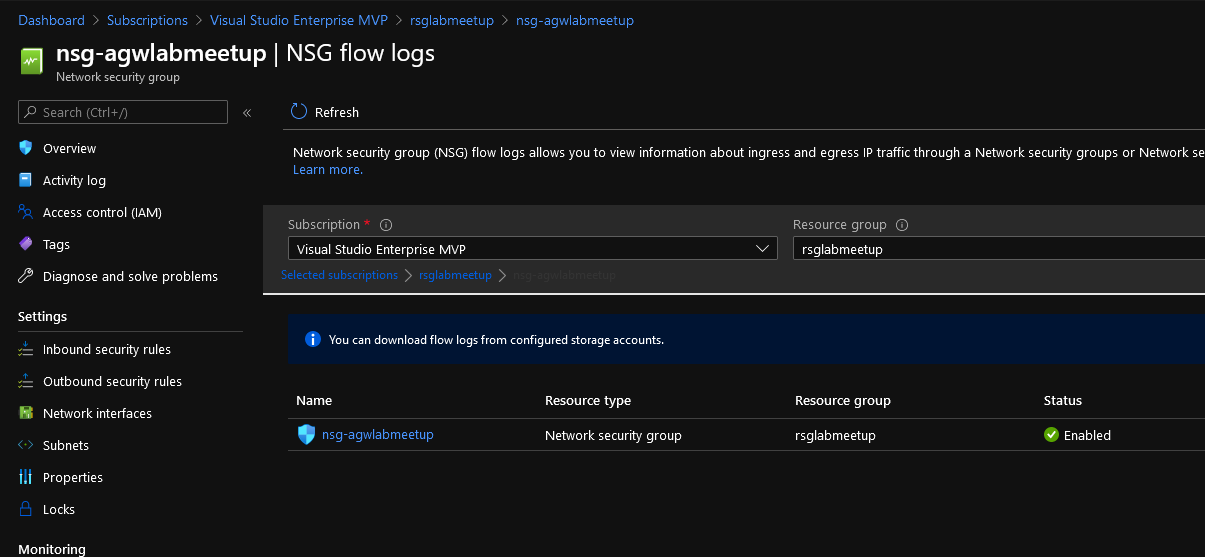 Dashboard > Subscriptions > Visual Studio Enterprise MVP > rsglabmeetup > nsg-agwlabmeetup
nsg-agwlabmeetup | NSG flow logs
Network security group
Search (Ctrl+/)
«
Refresh
Overview
Activity log
Access control (IAM)
Tags
Diagnose and solve problems
Settings
Inbound security rules
Outbound security rules
Network interfaces
Subnets
Properties
Locks
Monitoring
Network security group (NSG) flow logs allows you to view information about ingress and egress IP traffic through a Network security groups or Network se
Learn more.
Subscription *
Resource group
Visual Studio Enterprise MVP
rsglabmeetup
Selected subscriptions > rsglabmeetup > nsg-agwlabmeetup
You can download flow logs from configured storage accounts.
Name Resource type Resource group Status
nsg-agwlabmeetup Network security group rsglabmeetup Enabled